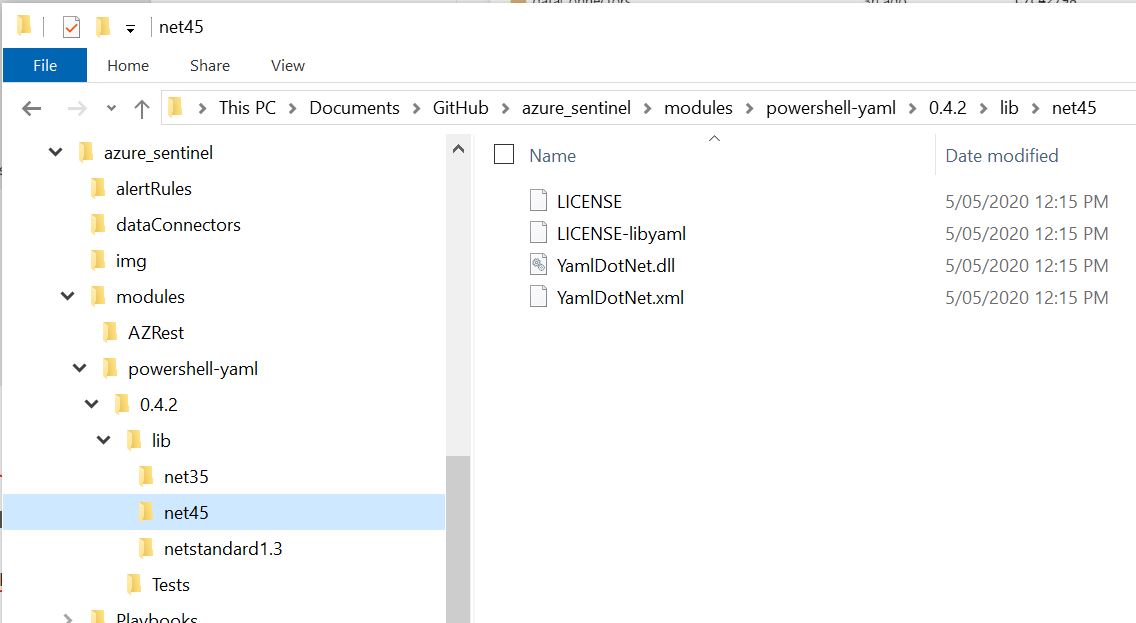 net45
File Home Share View
This PC > Documents > GitHub > azure_sentinel > modules > powershell-yaml > 0.4.2 > lib > net45
azure_sentinel
alertRules
dataConnectors
img
modules
AZRest
powershell-yaml
0.4.2
lib
net35
net45
netstandard1.3
Tests
Playbooks
Name Date modified
LICENSE 5/05/2020 12:15 PM
LICENSE-libyaml 5/05/2020 12:15 PM
YamlDotNet.dll 5/05/2020 12:15 PM
YamlDotNet.xml 5/05/2020 12:15 PM